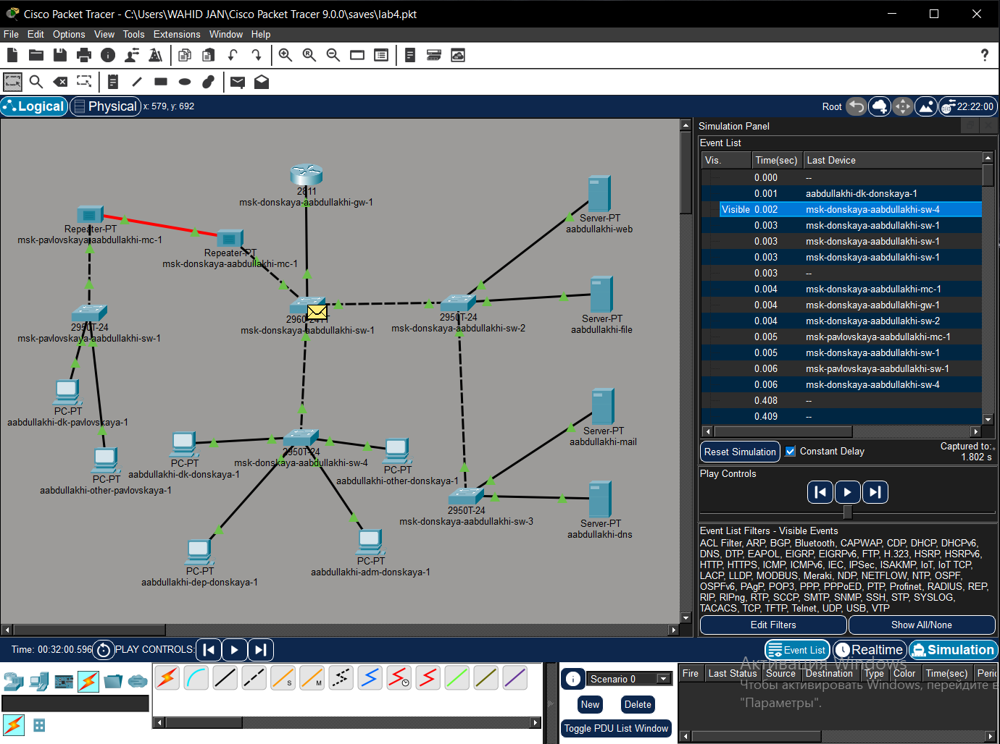 Cisco Packet Tracer - C:\Users\WAHID JAN\Cisco Packet Tracer 9.0.0\saves\lab4.pkt
File Edit Options View Tools Extensions Window Help
Logical Physical x: 579, y: 692
Root 22:22:00
2811
msk-donskaya-aabdullakhi-gw-1
Server-PT
aabdullakhi-web
Repeater-PT
msk-pavlovskaya-aabdullakhi-mc-1
Repeater-PT
msk-donskaya-aabdullakhi-mc-1
2960-24TT
msk-donskaya-aabdullakhi-sw-1
2950T-24
msk-donskaya-aabdullakhi-sw-2
Server-PT
aabdullakhi-file
2950T-24
msk-pavlovskaya-aabdullakhi-sw-1
PC-PT
aabdullakhi-dk-pavlovskaya-1
PC-PT
aabdullakhi-other-pavlovskaya-1
PC-PT
aabdullakhi-dk-donskaya-1
2950T-24
msk-donskaya-aabdullakhi-sw-4
PC-PT
aabdullakhi-other-donskaya-1
Server-PT
aabdullakhi-mail
2950T-24
msk-donskaya-aabdullakhi-sw-3
Server-PT
aabdullakhi-dns
PC-PT
aabdullakhi-dep-donskaya-1
PC-PT
aabdullakhi-adm-donskaya-1
Simulation Panel
Event List
Vis. Time(sec) Last Device
0.000 --
0.001 aabdullakhi-dk-donskaya-1
Visible 0.002 msk-donskaya-aabdullakhi-sw-4
0.003 msk-donskaya-aabdullakhi-sw-1
0.003 msk-donskaya-aabdullakhi-sw-1
0.003 msk-donskaya-aabdullakhi-sw-1
0.003 --
0.004 msk-donskaya-aabdullakhi-mc-1
0.004 msk-donskaya-aabdullakhi-gw-1
0.004 msk-donskaya-aabdullakhi-sw-2
0.005 msk-pavlovskaya-aabdullakhi-mc-1
0.005 msk-donskaya-aabdullakhi-sw-1
0.006 msk-pavlovskaya-aabdullakhi-sw-1
0.006 msk-donskaya-aabdullakhi-sw-4
0.408 --
0.409 --
Reset Simulation Constant Delay Captured to:*
1.802 s
Play Controls
Event List Filters - Visible Events
ACL Filter, ARP, BGP, Bluetooth, CAPWAP, CDP, DHCP, DHCPv6,
DNS, DTP, EAPOL, EIGRP, EIGRPv6, FTP, H.323, HSRP, HSRPv6,
HTTP, HTTPS, ICMP, ICMPv6, IEC, IPSec, ISAKMP, IoT, IoT TCP,
LACP, LLDP, MODBUS, Meraki, NDP, NETFLOW, NTP, OSPF,
OSPFv6, PAgP, POP3, PPP, PPPoED, PTP, Profinet, RADIUS, REP,
RIP, RIPng, RTP, SCCP, SMTP, SNMP, SSH, STP, SYSLOG,
TACACS, TCP, TFTP, Telnet, UDP, USB, VTP
Edit Filters Show All/None
Time: 00:32:00.596 PLAY CONTROLS:
Event List Realtime Simulation
S M
Scenario 0
New Delete
Toggle PDU List Window
Fire Last Status Source Destination Type Color Time(sec) Peric
Активация Windows
Чтобы активировать Windows, перейдите в
"Параметры".